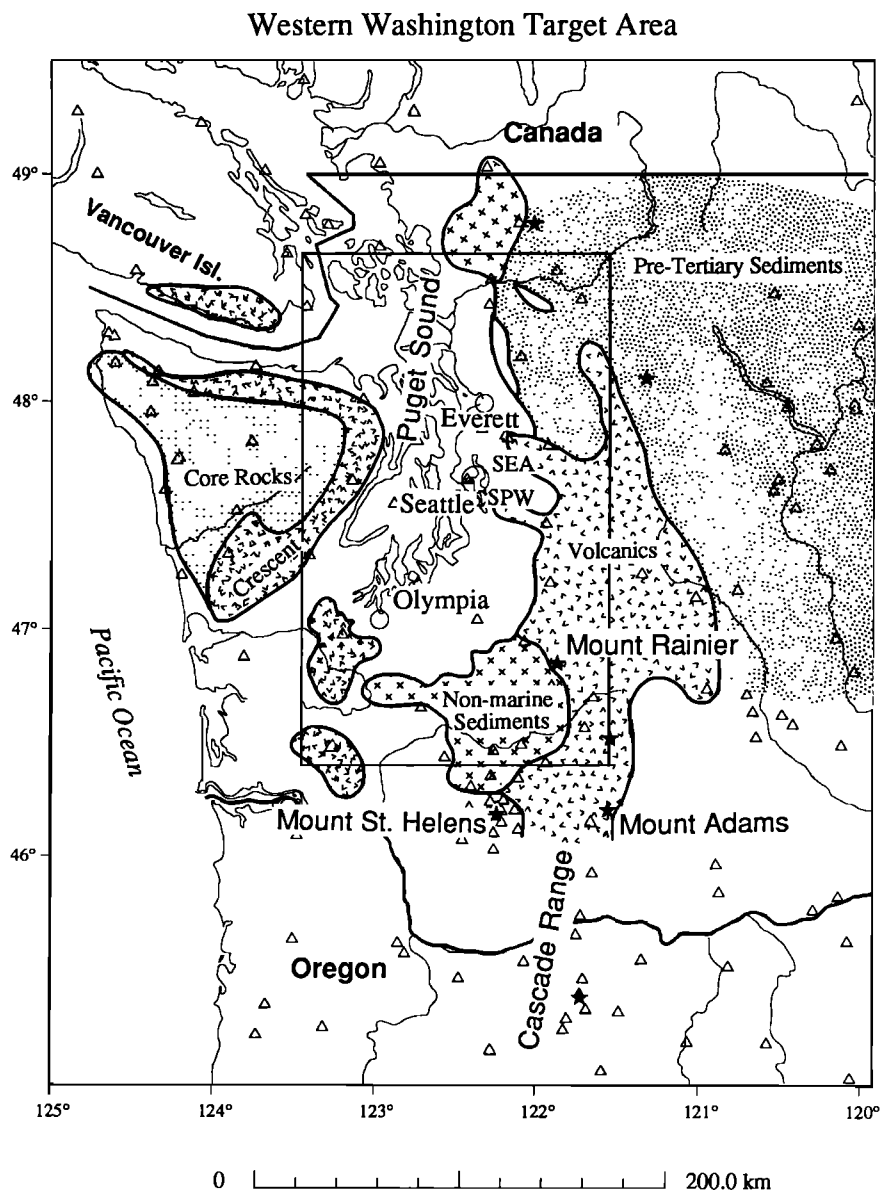 Western Washington Target Area
Canada
49°
Vancouver Isl.
Pre-Tertiary Sediments
Puget Sound
48°
Everett
SEA
Core Rocks
Seattle
SPW
Volcanics
Crescent
Olympia
47°
Mount Rainier
Pacific Ocean
Non-marine
Sediments
Mount St. Helens
Mount Adams
46°
Cascade Range
Oregon
125°
124°
123°
122°
121°
120°
0
200.0 km